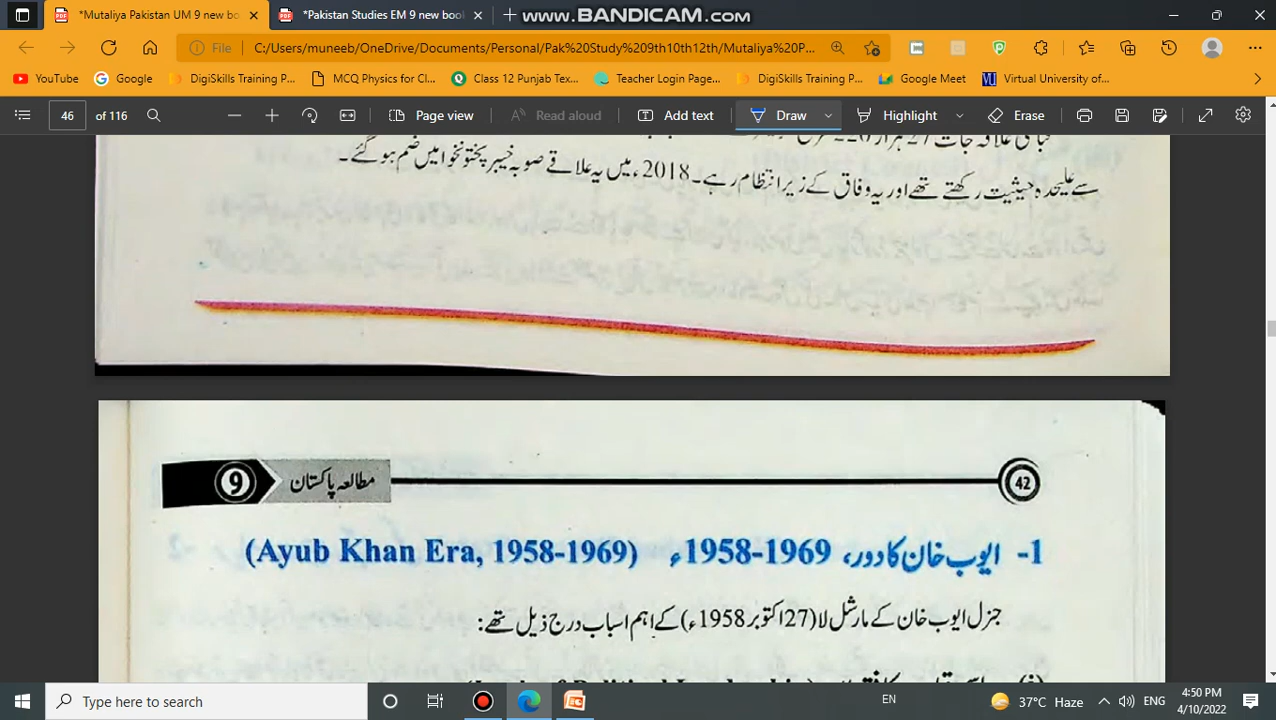 *Mutaliya Pakistan UM 9 new bo
*Pakistan Studies EM 9 new bool
www.BANDICAM.com
File
C:/Users/muneeb/OneDrive/Documents/Personal/Pak%20Study%209th10th12th/Mutaliya%20P...
YouTube
Google
DigiSkills Training P...
MCQ Physics for Cl...
Class 12 Punjab Tex...
Teacher Login Page...
DigiSkills Training P...
Google Meet
Virtual University of...
46 of 116
Page view
Read aloud
Add text
Draw
Highlight
Erase
سے علیحدہ حیثیت رکھتے تھے اور یہ وفاق کے زیر انتظام رہے۔ 2018ء میں یہ علاقے صوبہ خیبر پختونخوا میں ضم ہو گئے۔
9 مطالعہ پاکستان
42
1- ایوب خان کا دور، 1969-1958ء (Ayub Khan Era, 1958-1969)
جنرل ایوب خان کے مارشل لا (27 اکتوبر 1958ء) کے اہم اسباب درج ذیل تھے:
Type here to search
EN
37°C Haze
ENG
4:50 PM
4/10/2022